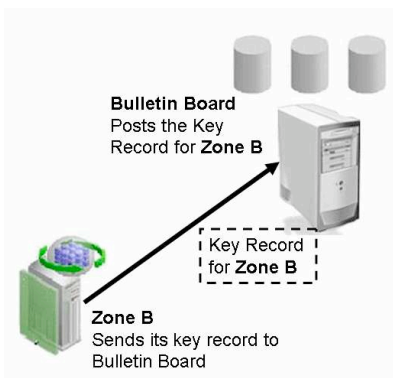 Bulletin Board
Posts the Key
Record for Zone B
Key Record
for Zone B
Zone B
Sends its key record to
Bulletin Board